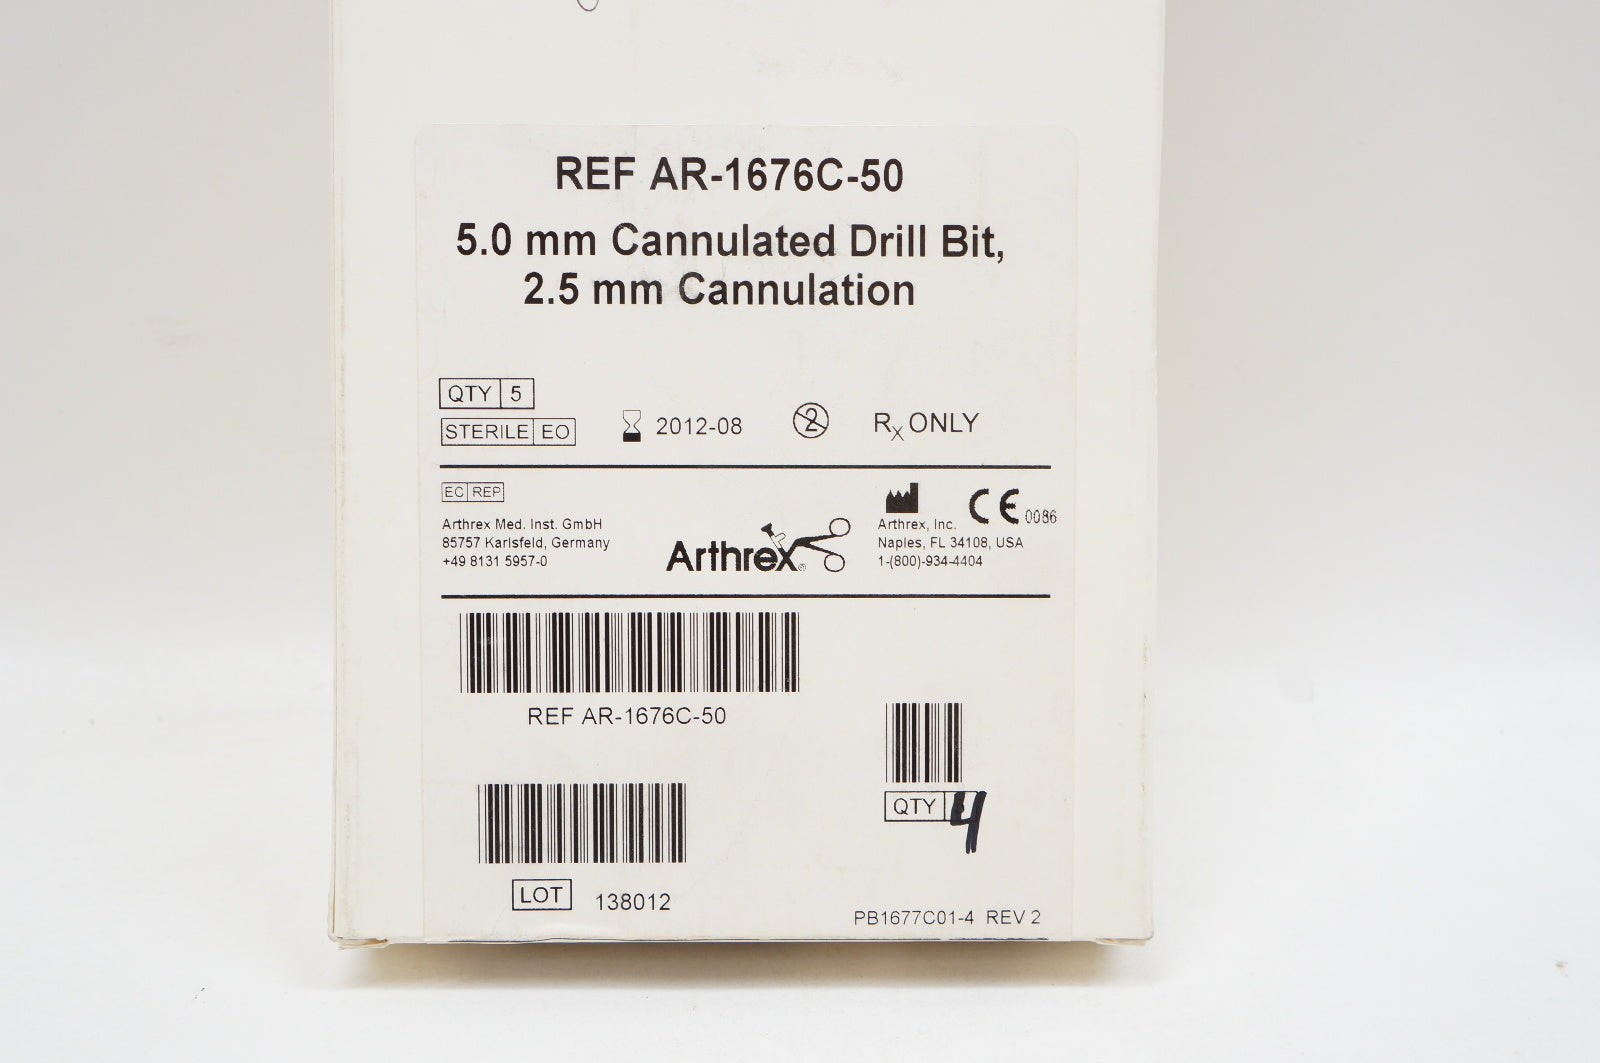 REF AR-1676C-50
5.0 mm Cannulated Drill Bit,
2.5 mm Cannulation
QTY 5
STERILE EO
2012-08
2
RX ONLY
EC REP
Arthrex Med. Inst. GmbH
85757 Karlsfeld, Germany
+49 8131 5957-0
Arthrex®
CE 0086
Arthrex, Inc.
Naples, FL 34108, USA
1-(800)-934-4404
REF AR-1676C-50
QTY 4
LOT 138012
PB1677C01-4 REV 2